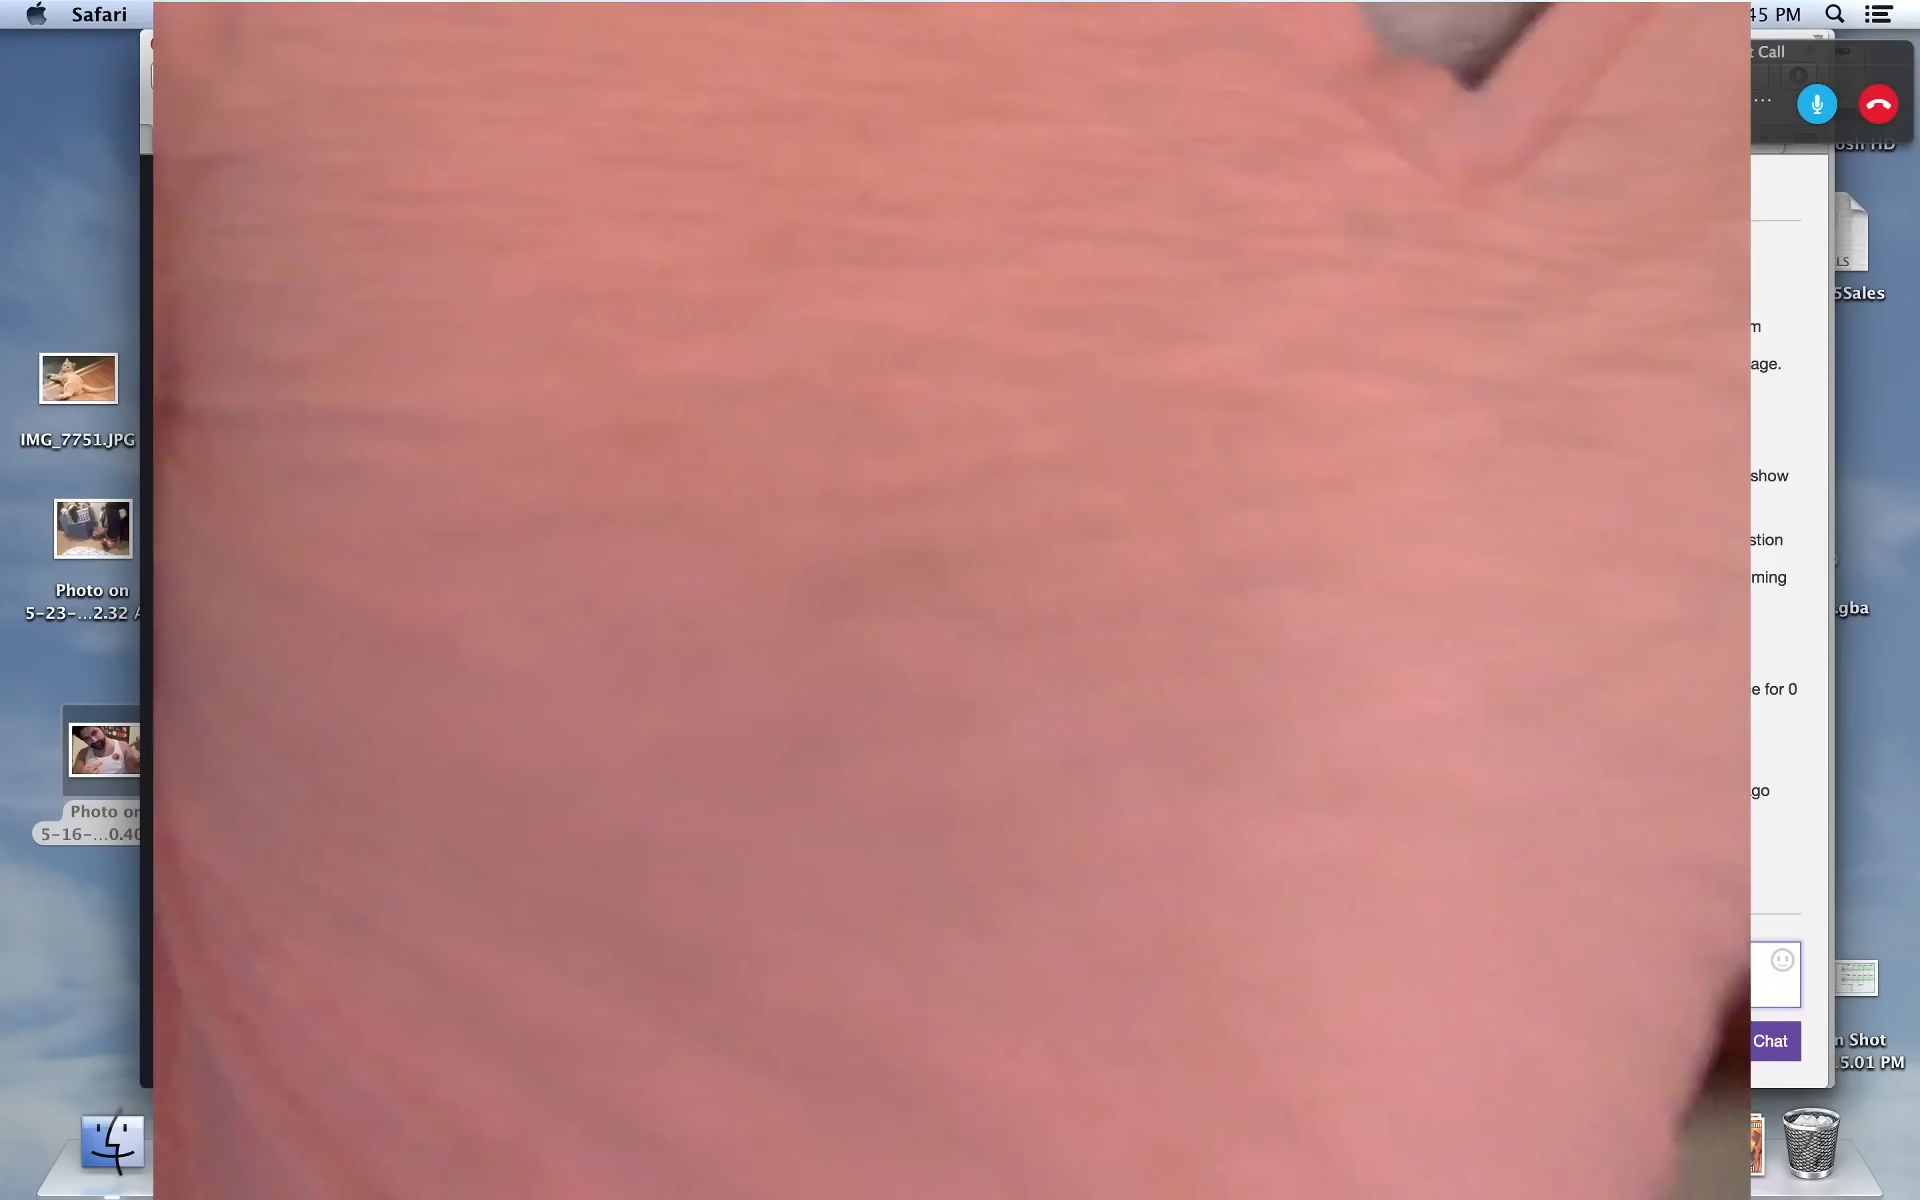 Safari
45 PM
t Call
...
osh HD
LS
5Sales
m
age.
IMG_7751.JPG
show
stion
ming
Photo on
5-23-...2.32 A
.gba
e for 0
go
Photo on
5-16-...0.40
Chat
n Shot
.5.01 PM